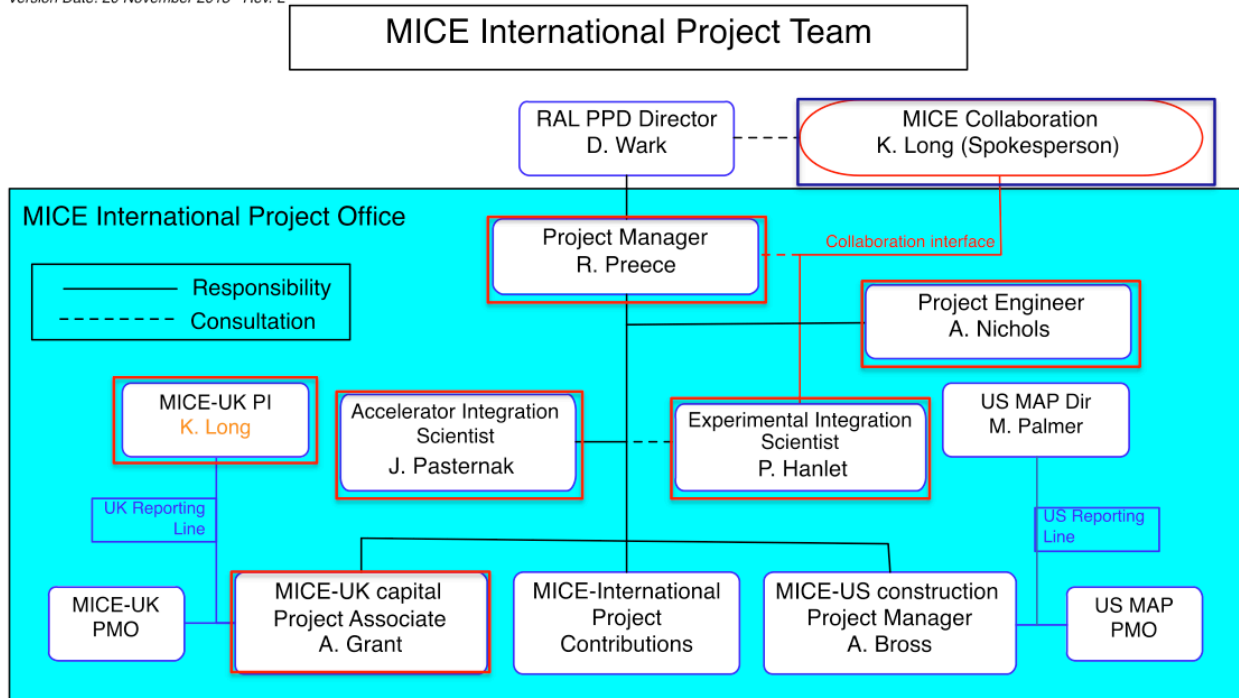 MICE International Project Team
RAL PPD Director
D. Wark
MICE Collaboration
K. Long (Spokesperson)
MICE International Project Office
Project Manager
R. Preece
Collaboration interface
Responsibility
Consultation
Project Engineer
A. Nichols
MICE-UK PI
K. Long
Accelerator Integration
Scientist
J. Pasternak
Experimental Integration
Scientist
P. Hanlet
US MAP Dir
M. Palmer
UK Reporting
Line
US Reporting
Line
MICE-UK
PMO
MICE-UK capital
Project Associate
A. Grant
MICE-International
Project
Contributions
MICE-US construction
Project Manager
A. Bross
US MAP
PMO